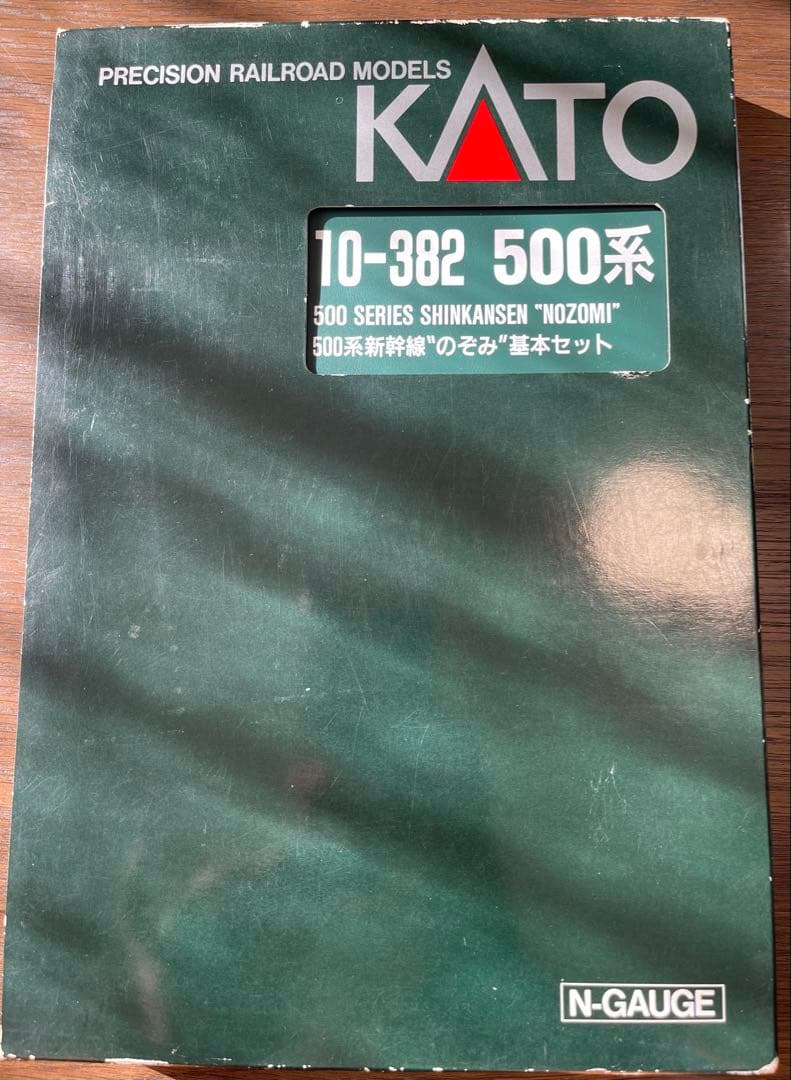 PRECISION RAILROAD MODELS
KATO
10-382 500系
500 SERIES SHINKANSEN "NOZOMI"
500系新幹線"のぞみ"基本セット
N-GAUGE